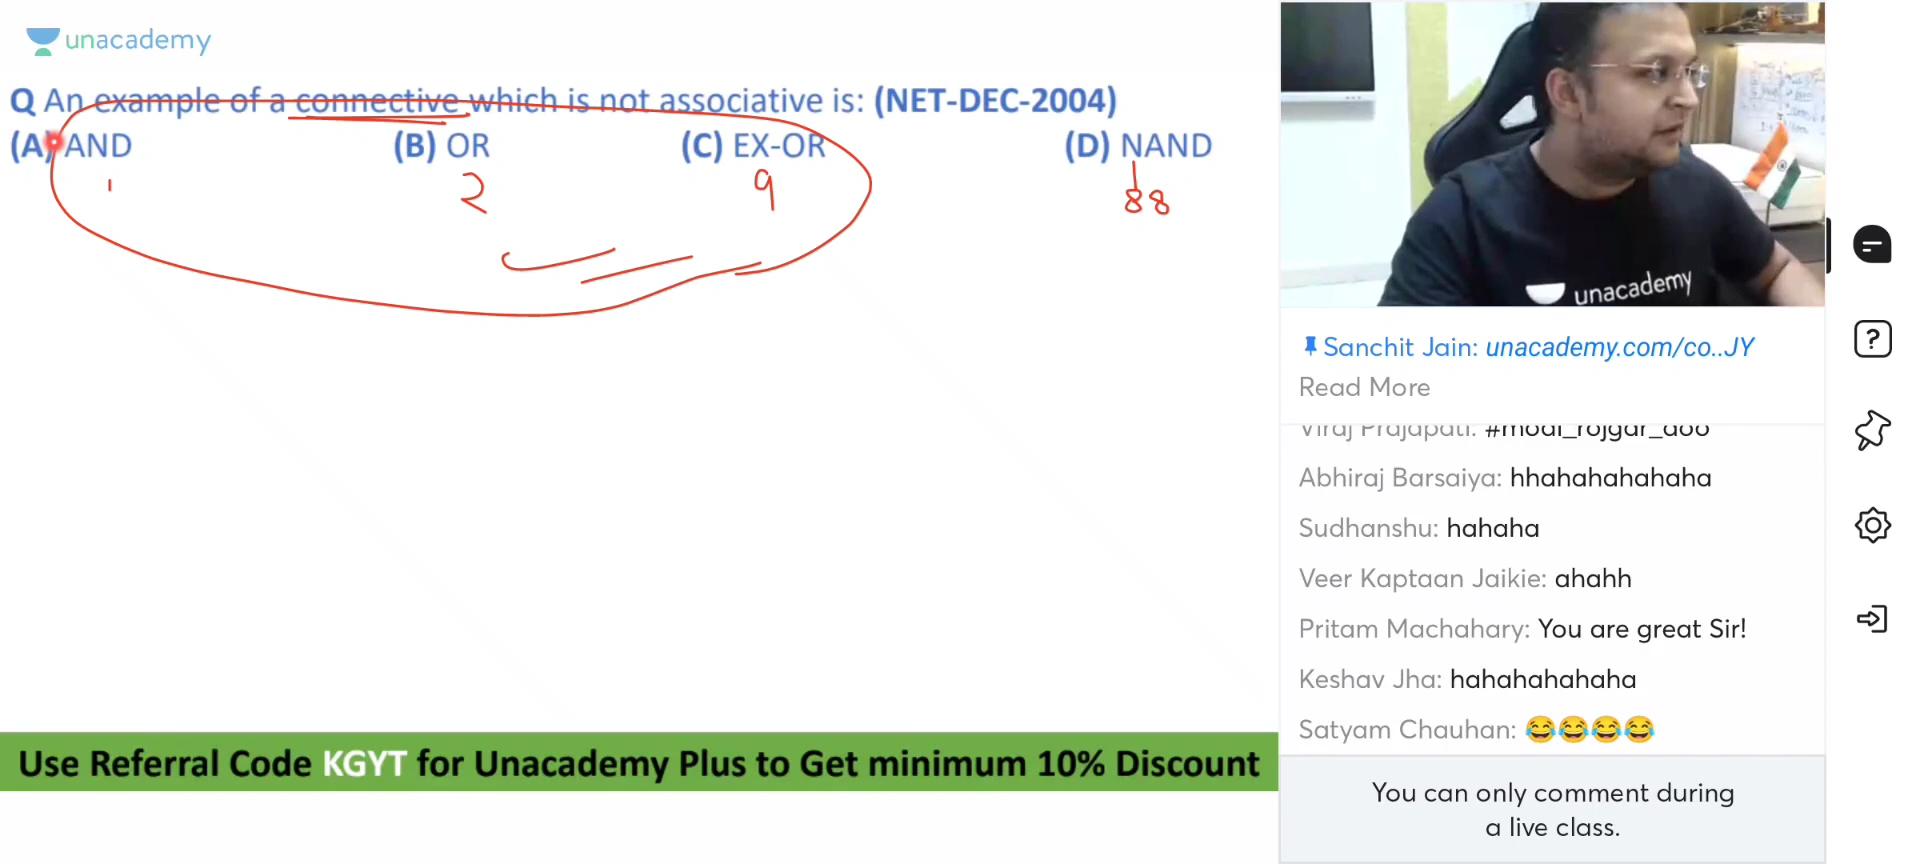 unacademy
Q An example of a connective which is not associative is: (NET-DEC-2004)
(A) AND (B) OR (C) EX-OR (D) NAND
1 2 9 88
Use Referral Code KGYT for Unacademy Plus to Get minimum 10% Discount
unacademy
Sanchit Jain: unacademy.com/co..JY
Read More
Viraj Prajapati: #modi_rojgar_doo
Abhiraj Barsaiya: hhahahahahaha
Sudhanshu: hahaha
Veer Kaptaan Jaikie: ahahh
Pritam Machahary: You are great Sir!
Keshav Jha: hahahahahaha
Satyam Chauhan: 😂😂😂😂
You can only comment during
a live class.